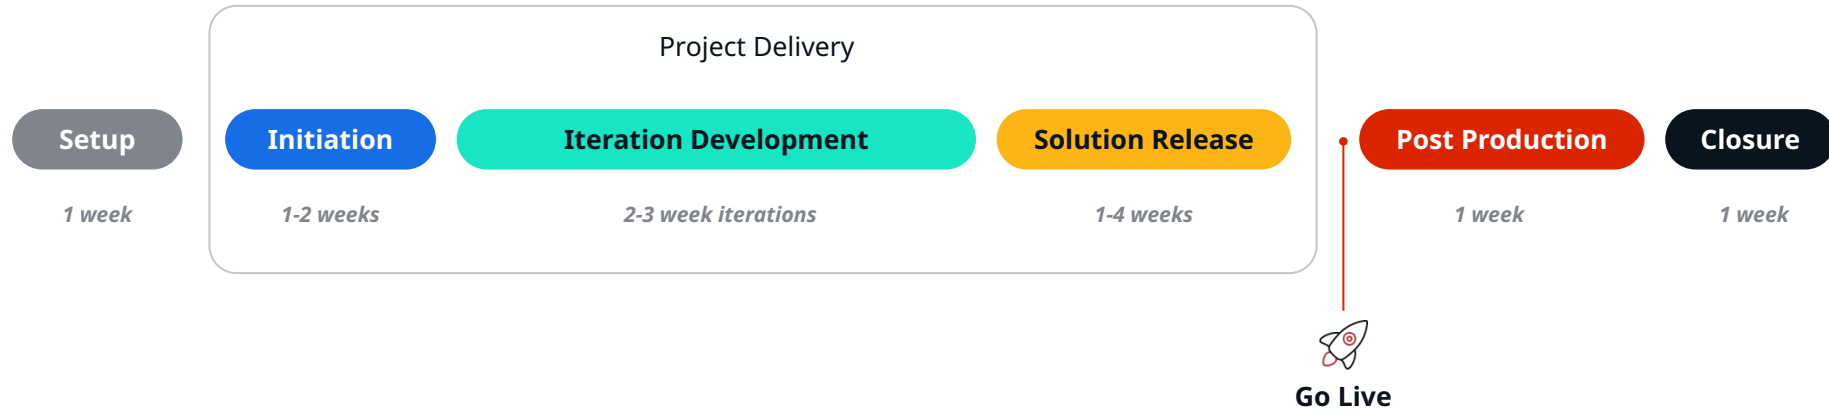 Project Delivery
Setup
Initiation
Iteration Development
Solution Release
Post Production
Closure
1 week
1-2 weeks
2-3 week iterations
1-4 weeks
1 week
1 week
Go Live